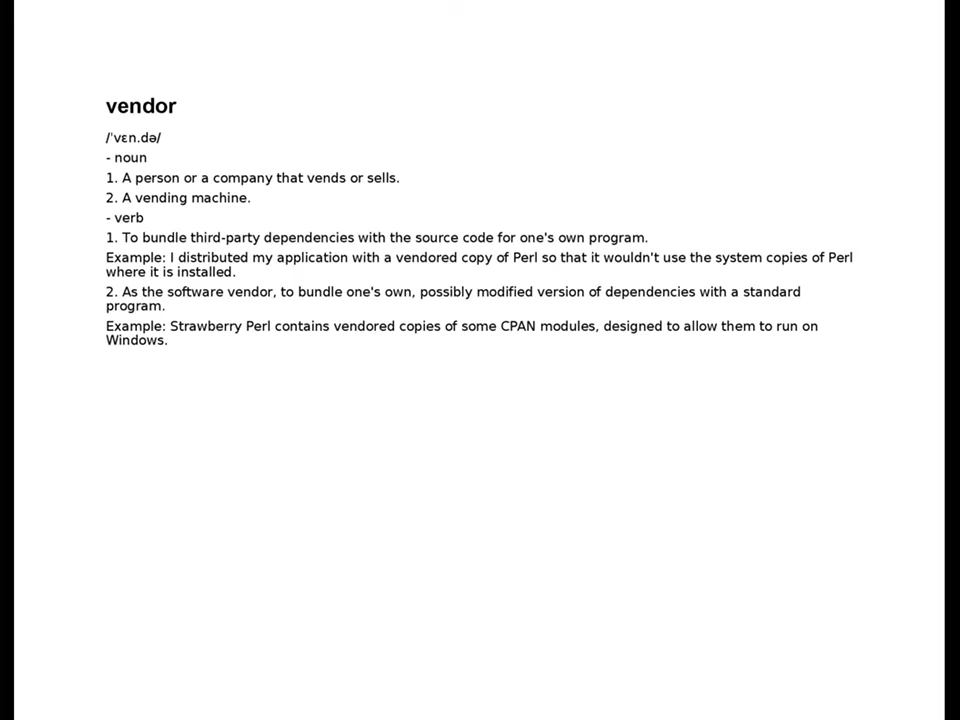 vendor
/ˈvɛn.də/
- noun
1. A person or a company that vends or sells.
2. A vending machine.
- verb
1. To bundle third-party dependencies with the source code for one's own program.
Example: I distributed my application with a vendored copy of Perl so that it wouldn't use the system copies of Perl
where it is installed.
2. As the software vendor, to bundle one's own, possibly modified version of dependencies with a standard
program.
Example: Strawberry Perl contains vendored copies of some CPAN modules, designed to allow them to run on
Windows.